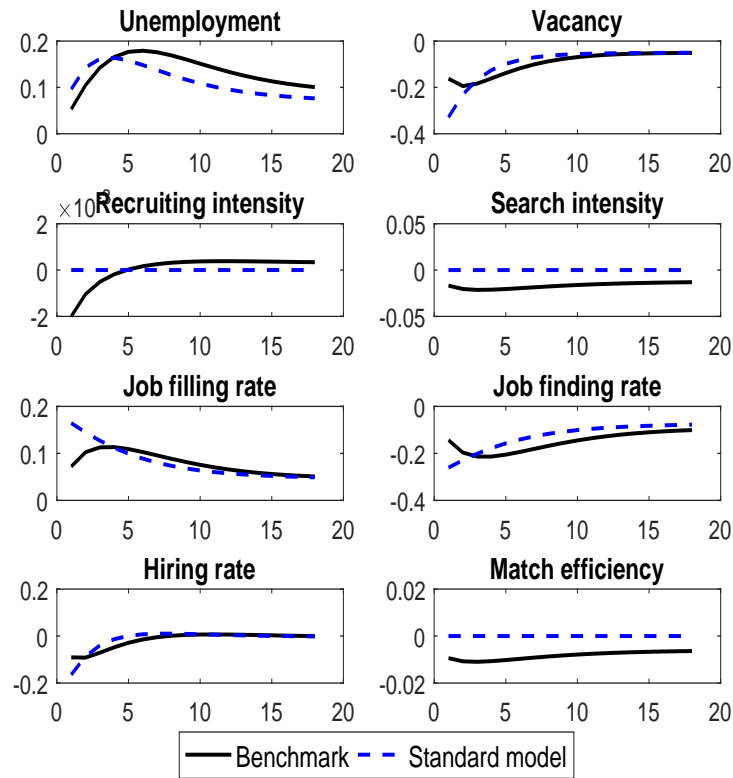 Unemployment Vacancy
0.2 0
0.1 -0.2
0 -0.4
0 5 10 15 20 0 5 10 15 20
×10 Recruiting intensity Search intensity
2 0.05
0 0
-2 -0.05
0 5 10 15 20 0 5 10 15 20
Job filling rate Job finding rate
0.2 0
0.1 -0.2
0 -0.4
0 5 10 15 20 0 5 10 15 20
Hiring rate Match efficiency
0.2 0.02
0 0
-0.2 -0.02
0 5 10 15 20 0 5 10 15 20
Benchmark Standard model